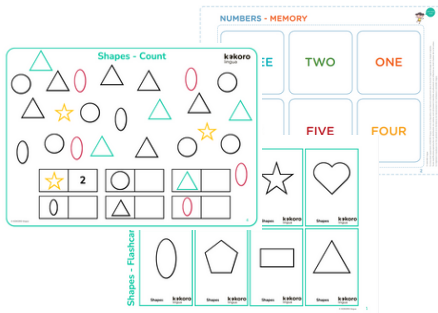 NUMBERS - MEMORY
TWO
ONE
FIVE
FOUR
Shapes - Count
kokoro
lingua
2
Shapes - Flashcar
Shapes
kokoro
lingua
Shapes
kokoro
lingua
Shapes
kokoro
lingua
Shapes
kokoro
lingua
Shapes
kokoro
lingua
Shapes
kokoro
lingua